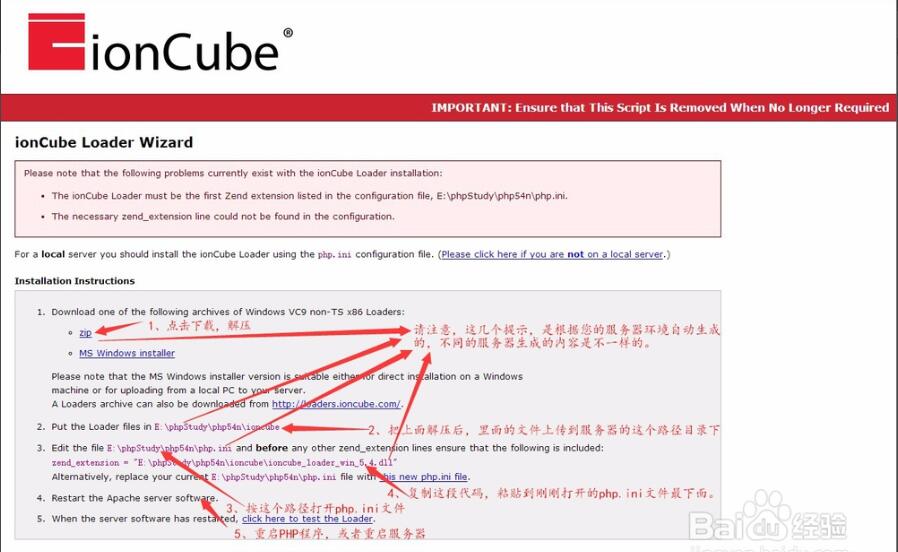 ionCube®
IMPORTANT: Ensure that This Script Is Removed When No Longer Required
ionCube Loader Wizard
Please note that the following problems currently exist with the ionCube Loader installation:
• The ionCube Loader must be the first Zend extension listed in the configuration file, E:\phpStudy\php54n\php.ini.
• The necessary zend_extension line could not be found in the configuration.
For a local server you should install the ionCube Loader using the php.ini configuration file. (Please click here if you are not on a local server.)
Installation Instructions
1. Download one of the following archives of Windows VC9 non-TS x86 Loaders:
zip
1、点击下载，解压
请注意，这几个提示，是根据您的服务器环境自动生成
的，不同的服务器生成的内容是不一样的。
MS Windows installer
Please note that the MS Windows installer version is suitable either for direct installation on a Windows
machine or for uploading from a local PC to your server.
A Loaders archive can also be downloaded from http://loaders.ioncube.com/.
2. Put the Loader files in E:\phpStudy\php54n\ioncube
2、把上面解压后，里面的文件上传到服务器的这个路径目录下
3. Edit the file E:\phpStudy\php54n\php.ini and before any other zend_extension lines ensure that the following is included:
zend_extension = "E:\phpStudy\php54n\ioncube\ioncube_loader_win_5.4.dll"
Alternatively, replace your current E:\phpStudy\php54n\php.ini file with this new php.ini file.
4、复制这段代码，粘贴到刚刚打开的php.ini文件最下面。
4. Restart the Apache server software.
3、按这个路径打开php.ini文件
5. When the server software has restarted, click here to test the Loader.
5、重启PHP程序，或者重启服务器
Baidu经验
jingyan.baidu.com